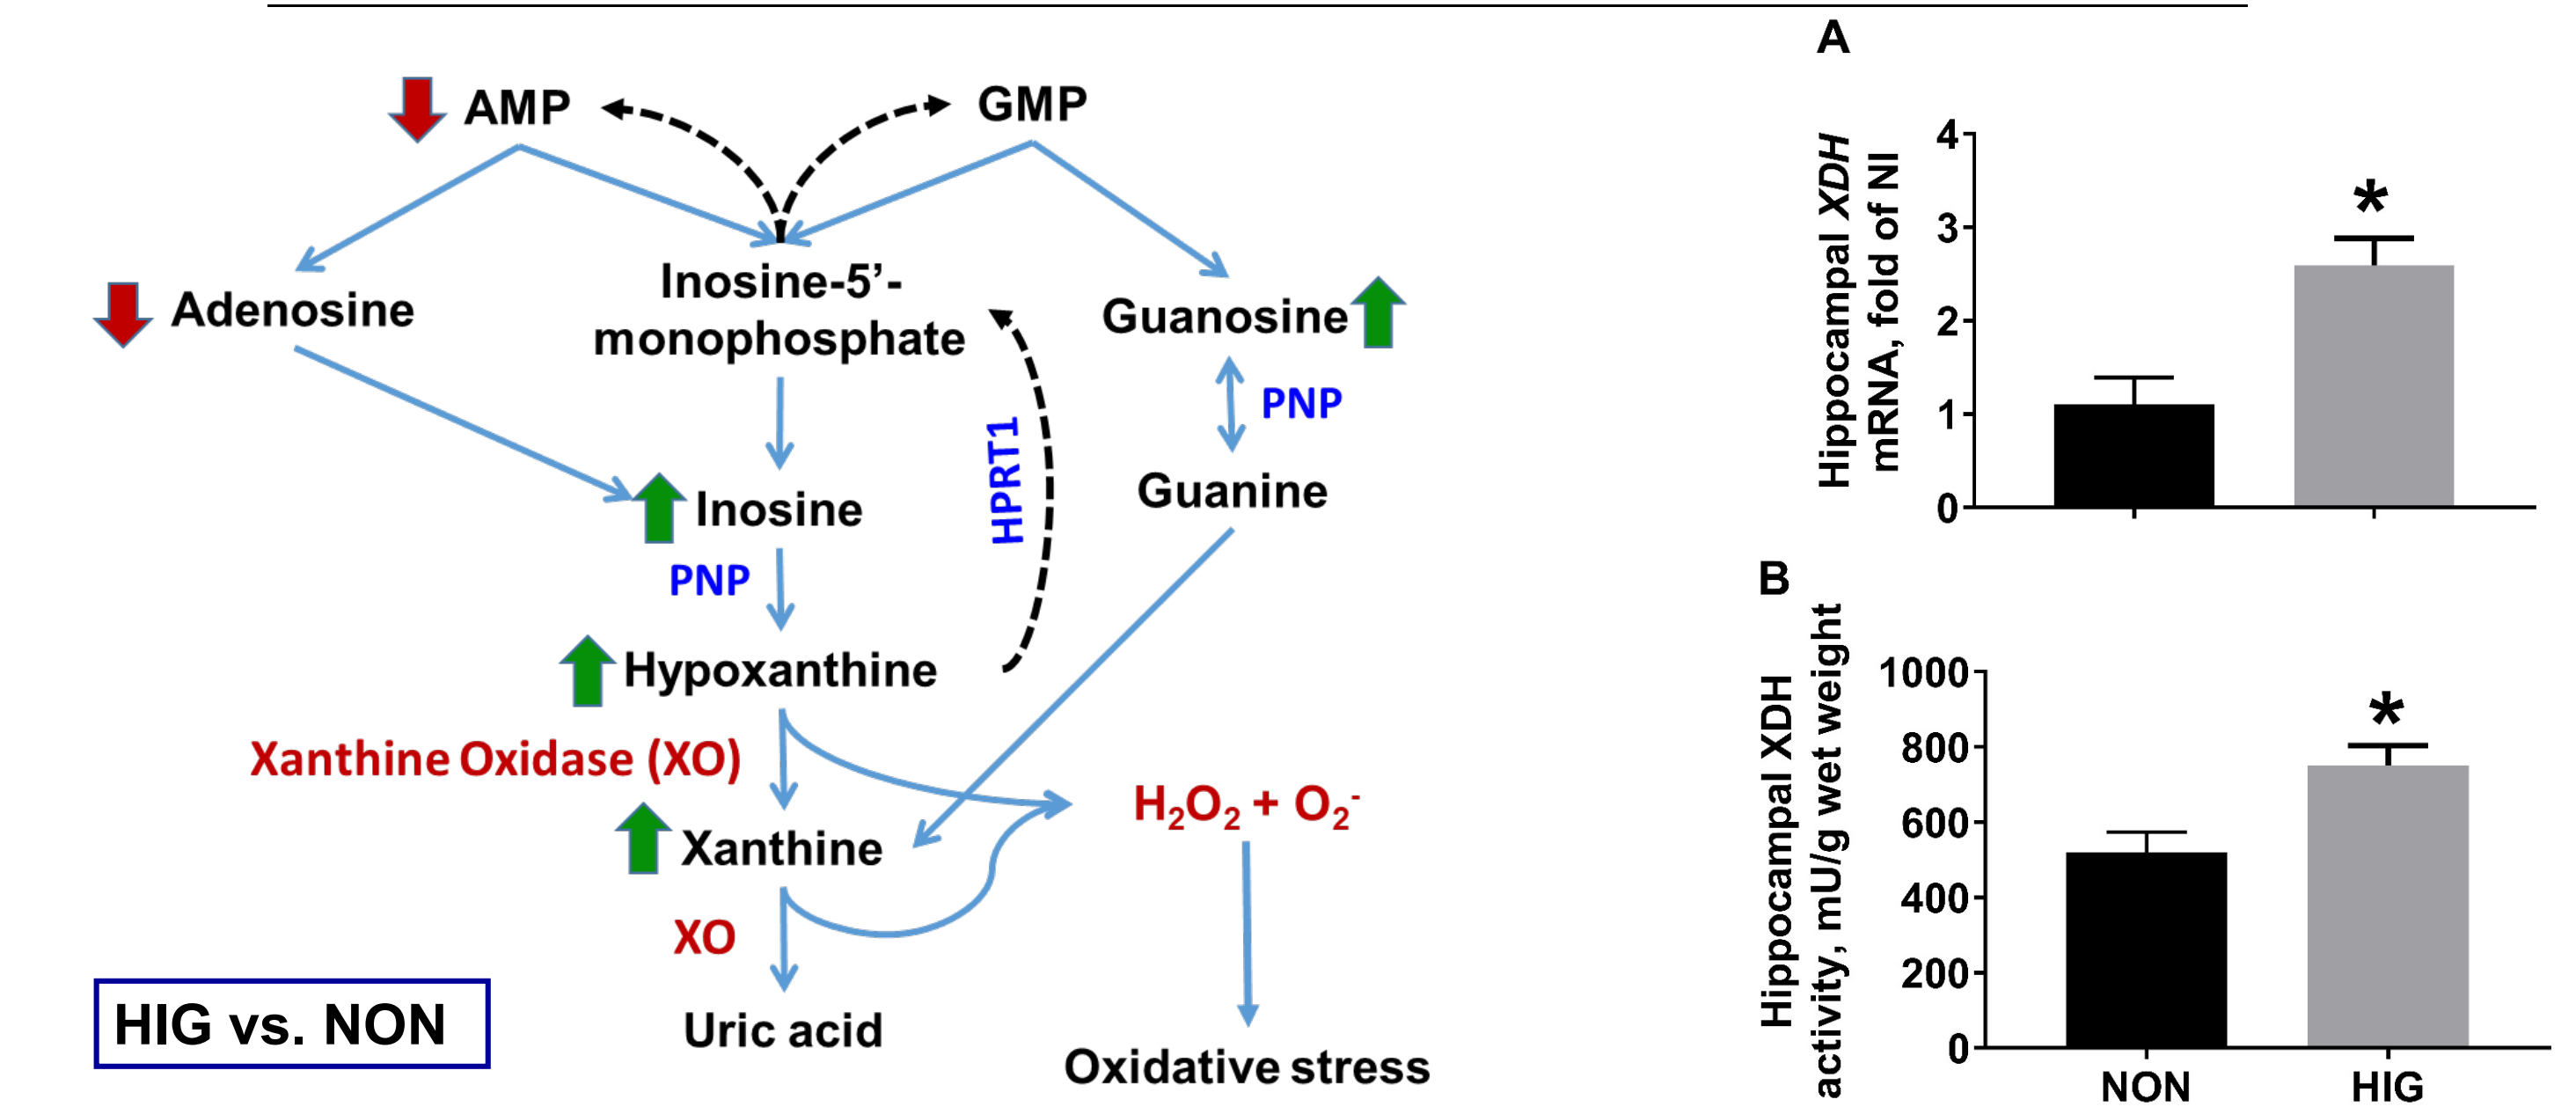 AMP
GMP
Adenosine
Inosine-5’-
monophosphate
Guanosine
PNP
HPRT1
Guanine
Inosine
PNP
Hypoxanthine
Xanthine Oxidase (XO)
H₂O₂ + O₂⁻
Xanthine
XO
Uric acid
Oxidative stress
HIG vs. NON
A
Hippocampal XDH
mRNA, fold of NI
4
3
2
1
0
*
B
Hippocampal XDH
activity, mU/g wet weight
1000
800
600
400
200
0
*
NON
HIG